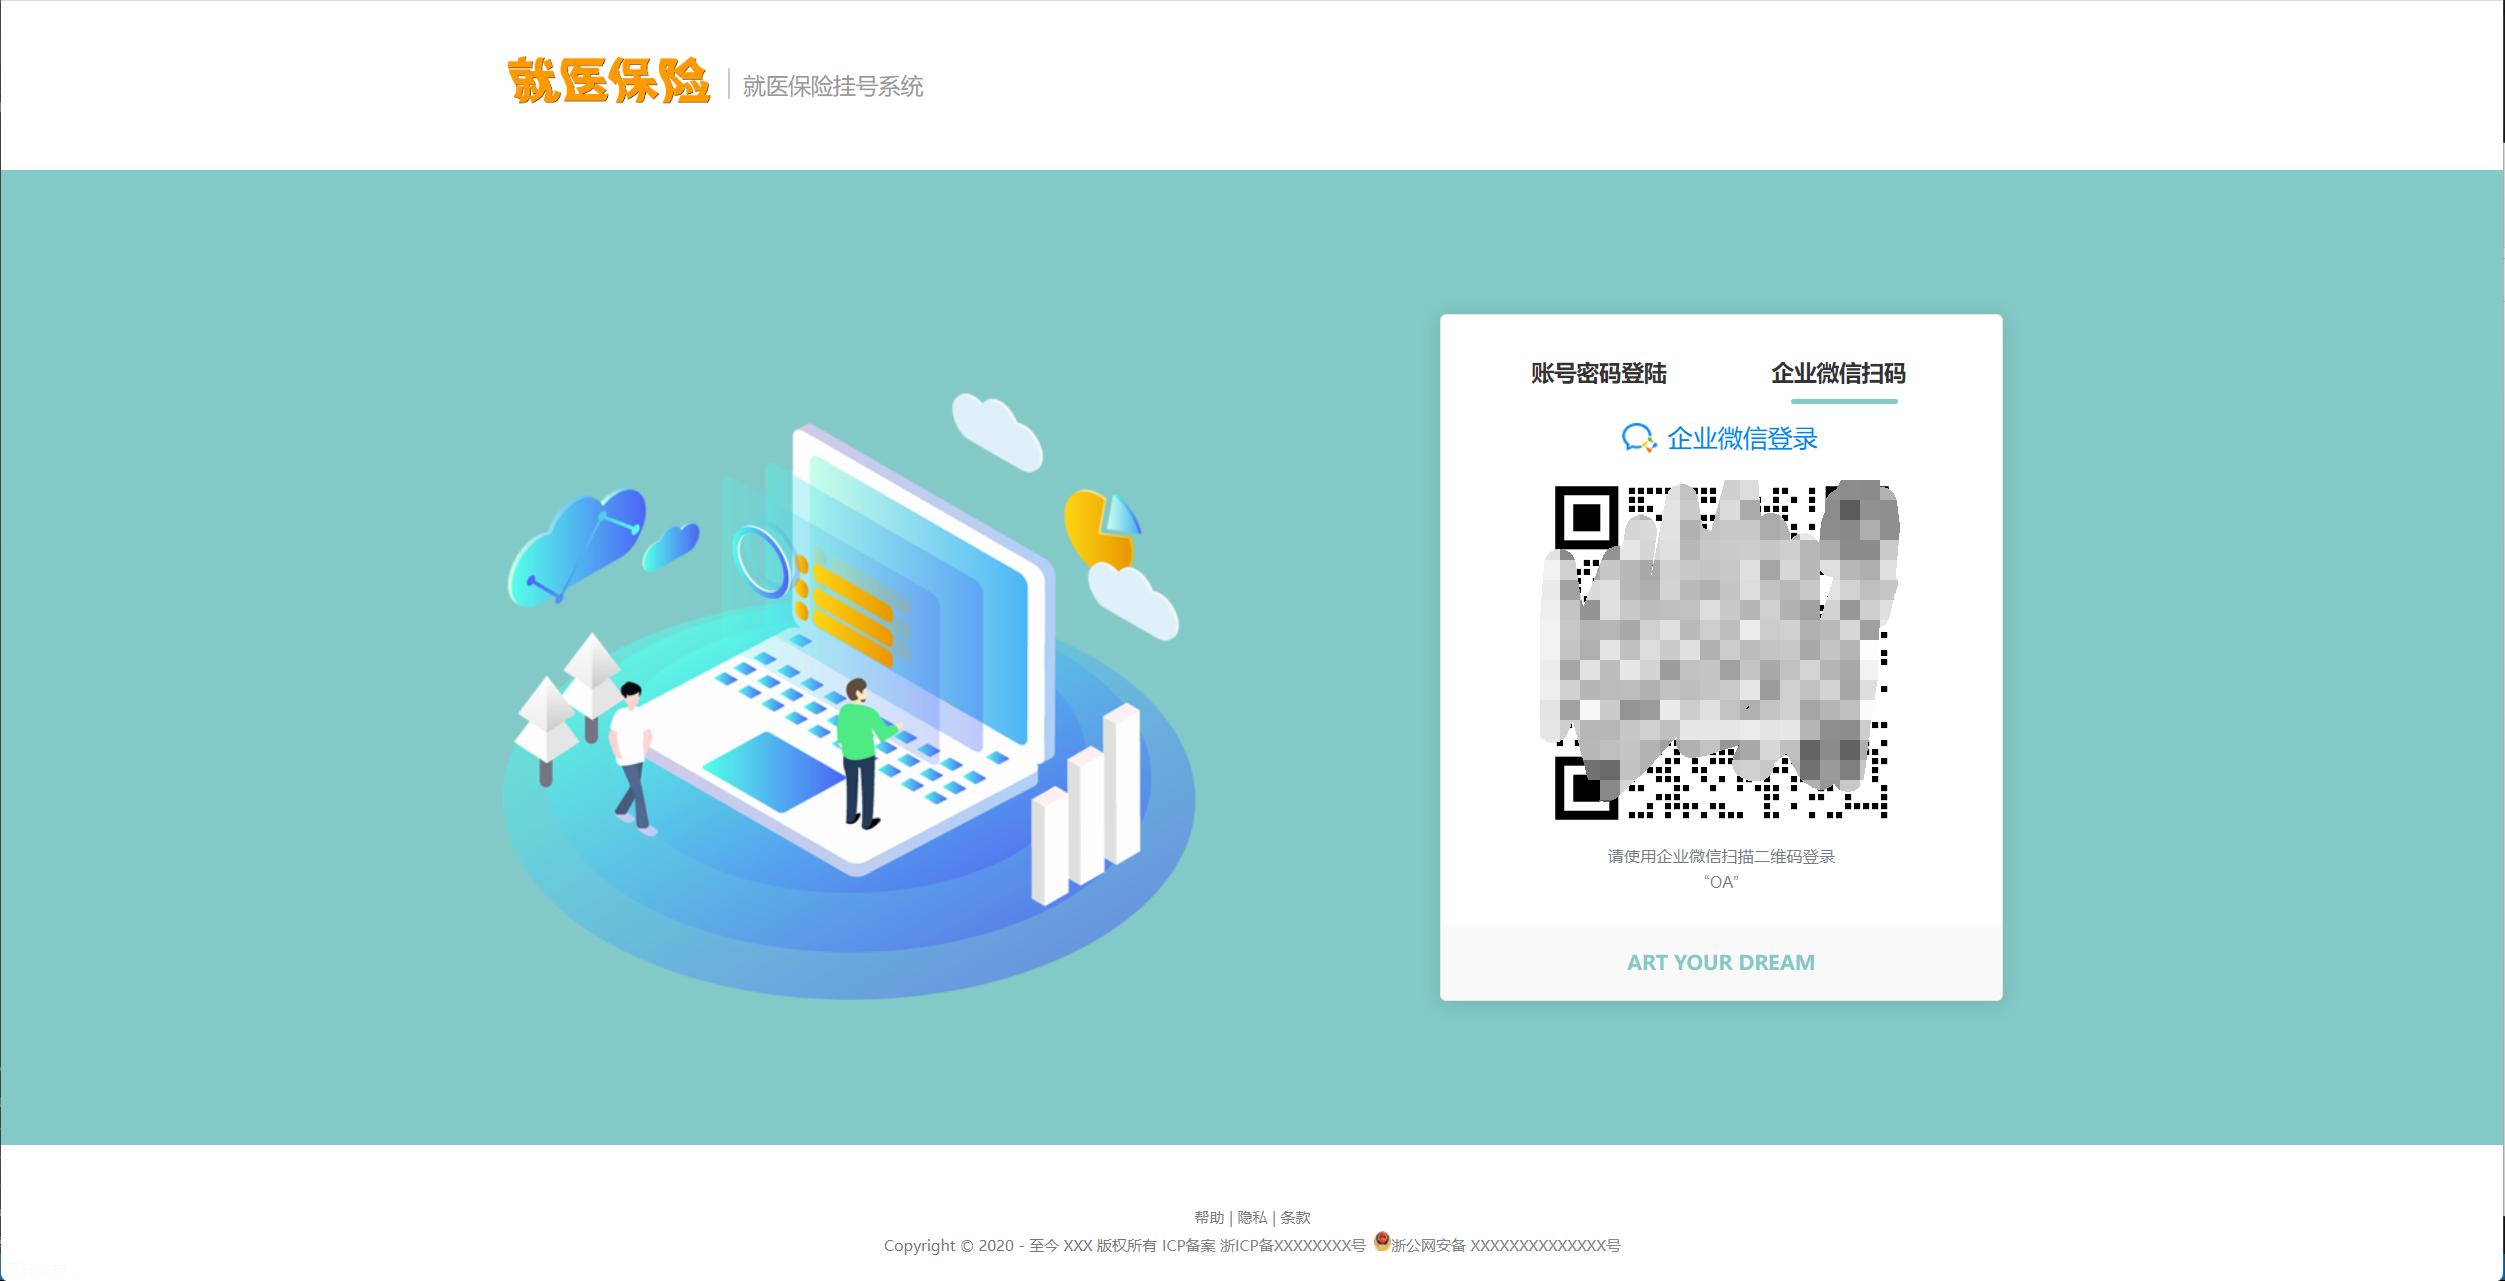 就医保险 就医保险挂号系统
账号密码登陆 企业微信扫码
企业微信登录
请使用企业微信扫描二维码登录
“OA”
ART YOUR DREAM
帮助 | 隐私 | 条款
Copyright © 2020 - 至今 XXX 版权所有 ICP备案 浙ICP备XXXXXXXX号 浙公网安备 XXXXXXXXXXXXXX号